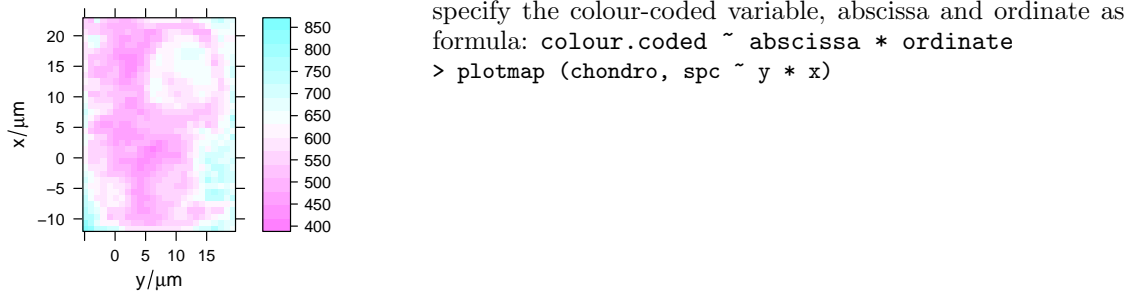 20
15
10
5
0
−5
−10
x/μm
0 5 10 15
y/μm
850
800
750
700
650
600
550
500
450
400
specify the colour-coded variable, abscissa and ordinate as
formula: colour.coded ~ abscissa * ordinate
> plotmap (chondro, spc ~ y * x)